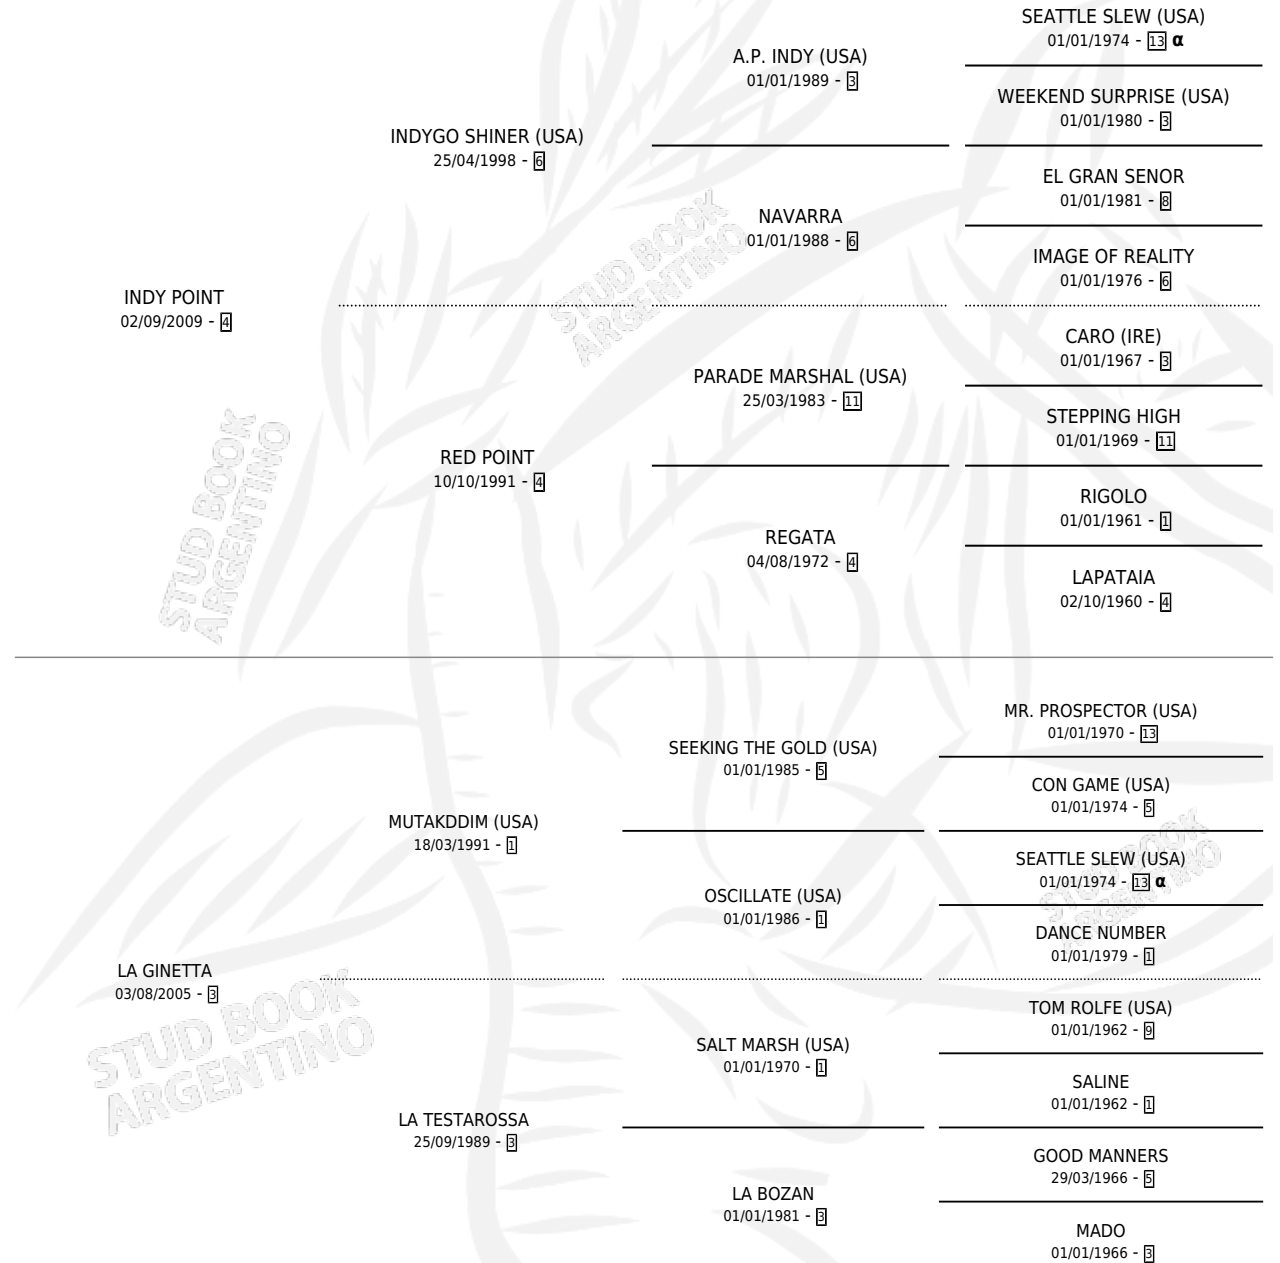 SEATTLE SLEW (USA)
01/01/1974 - 13 α
A.P. INDY (USA)
01/01/1989 - 3
WEEKEND SURPRISE (USA)
01/01/1980 - 3
INDYGO SHINER (USA)
25/04/1998 - 6
EL GRAN SENOR
01/01/1981 - 8
NAVARRA
01/01/1988 - 6
IMAGE OF REALITY
01/01/1976 - 6
INDY POINT
02/09/2009 - 4
CARO (IRE)
01/01/1967 - 3
PARADE MARSHAL (USA)
25/03/1983 - 11
STEPPING HIGH
01/01/1969 - 11
RED POINT
10/10/1991 - 4
RIGOLO
01/01/1961 - 1
REGATA
04/08/1972 - 4
LAPATAIA
02/10/1960 - 4
MR. PROSPECTOR (USA)
01/01/1970 - 13
SEEKING THE GOLD (USA)
01/01/1985 - 5
CON GAME (USA)
01/01/1974 - 5
MUTAKDDIM (USA)
18/03/1991 - 1
SEATTLE SLEW (USA)
01/01/1974 - 13 α
OSCILLATE (USA)
01/01/1986 - 1
DANCE NUMBER
01/01/1979 - 1
LA GINETTA
03/08/2005 - 3
TOM ROLFE (USA)
01/01/1962 - 9
SALT MARSH (USA)
01/01/1970 - 1
SALINE
01/01/1962 - 1
LA TESTAROSSA
25/09/1989 - 3
GOOD MANNERS
29/03/1966 - 5
LA BOZAN
01/01/1981 - 3
MADO
01/01/1966 - 3
STUD BOOK
ARGENTINO
STUD BOOK
ARGENTINO
STUD BOOK
ARGENTINO
STUD BOOK
ARGENTINO